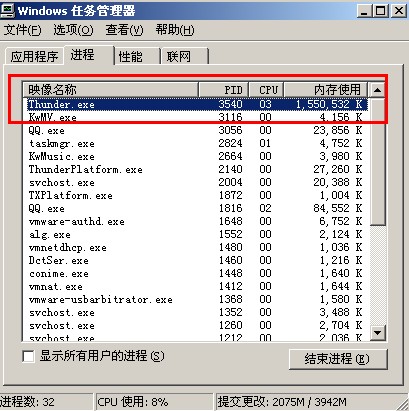 Windows 任务管理器
文件(F) 选项(O) 查看(V) 帮助(H)
应用程序 进程 性能 联网
映像名称 PID CPU 内存使用
Thunder.exe 3540 03 1,550,532 K
KwMV.exe 3116 00 4,156 K
QQ.exe 3056 00 23,856 K
taskmgr.exe 2824 01 4,752 K
KwMusic.exe 2664 00 3,980 K
ThunderPlatform.exe 2140 00 27,260 K
svchost.exe 2004 00 20,388 K
TXPlatform.exe 1872 00 1,004 K
QQ.exe 1816 02 84,552 K
vmware-authd.exe 1648 00 6,752 K
alg.exe 1552 00 2,124 K
vmnetdhcp.exe 1480 00 1,036 K
DctSer.exe 1460 00 1,216 K
conime.exe 1448 00 1,640 K
vmnat.exe 1412 00 1,644 K
vmware-usbarbitrator.exe 1368 00 1,580 K
svchost.exe 1352 00 3,488 K
svchost.exe 1260 00 2,704 K
svchost.exe 1212 00 2,036 K
显示所有用户的进程(S) 结束进程(E)
进程数: 32 CPU 使用: 8% 提交更改: 2075M / 3942M